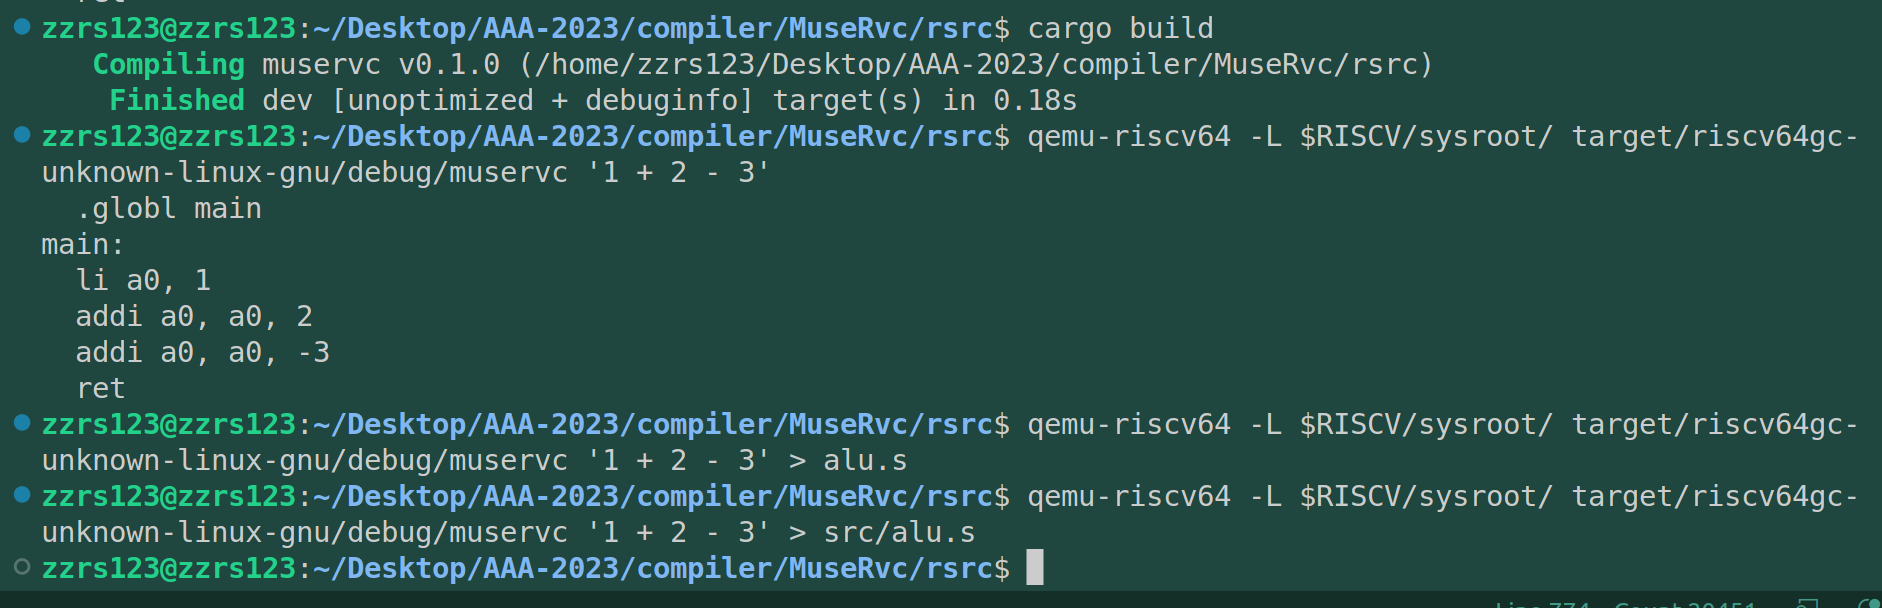 zzrs123@zzrs123:~/Desktop/AAA-2023/compiler/MuseRvc/rsrc$ cargo build
   Compiling muservc v0.1.0 (/home/zzrs123/Desktop/AAA-2023/compiler/MuseRvc/rsrc)
    Finished dev [unoptimized + debuginfo] target(s) in 0.18s
zzrs123@zzrs123:~/Desktop/AAA-2023/compiler/MuseRvc/rsrc$ qemu-riscv64 -L $RISCV/sysroot/ target/riscv64gc-
unknown-linux-gnu/debug/muservc '1 + 2 - 3'
  .globl main
main:
  li a0, 1
  addi a0, a0, 2
  addi a0, a0, -3
  ret
zzrs123@zzrs123:~/Desktop/AAA-2023/compiler/MuseRvc/rsrc$ qemu-riscv64 -L $RISCV/sysroot/ target/riscv64gc-
unknown-linux-gnu/debug/muservc '1 + 2 - 3' > alu.s
zzrs123@zzrs123:~/Desktop/AAA-2023/compiler/MuseRvc/rsrc$ qemu-riscv64 -L $RISCV/sysroot/ target/riscv64gc-
unknown-linux-gnu/debug/muservc '1 + 2 - 3' > src/alu.s
zzrs123@zzrs123:~/Desktop/AAA-2023/compiler/MuseRvc/rsrc$